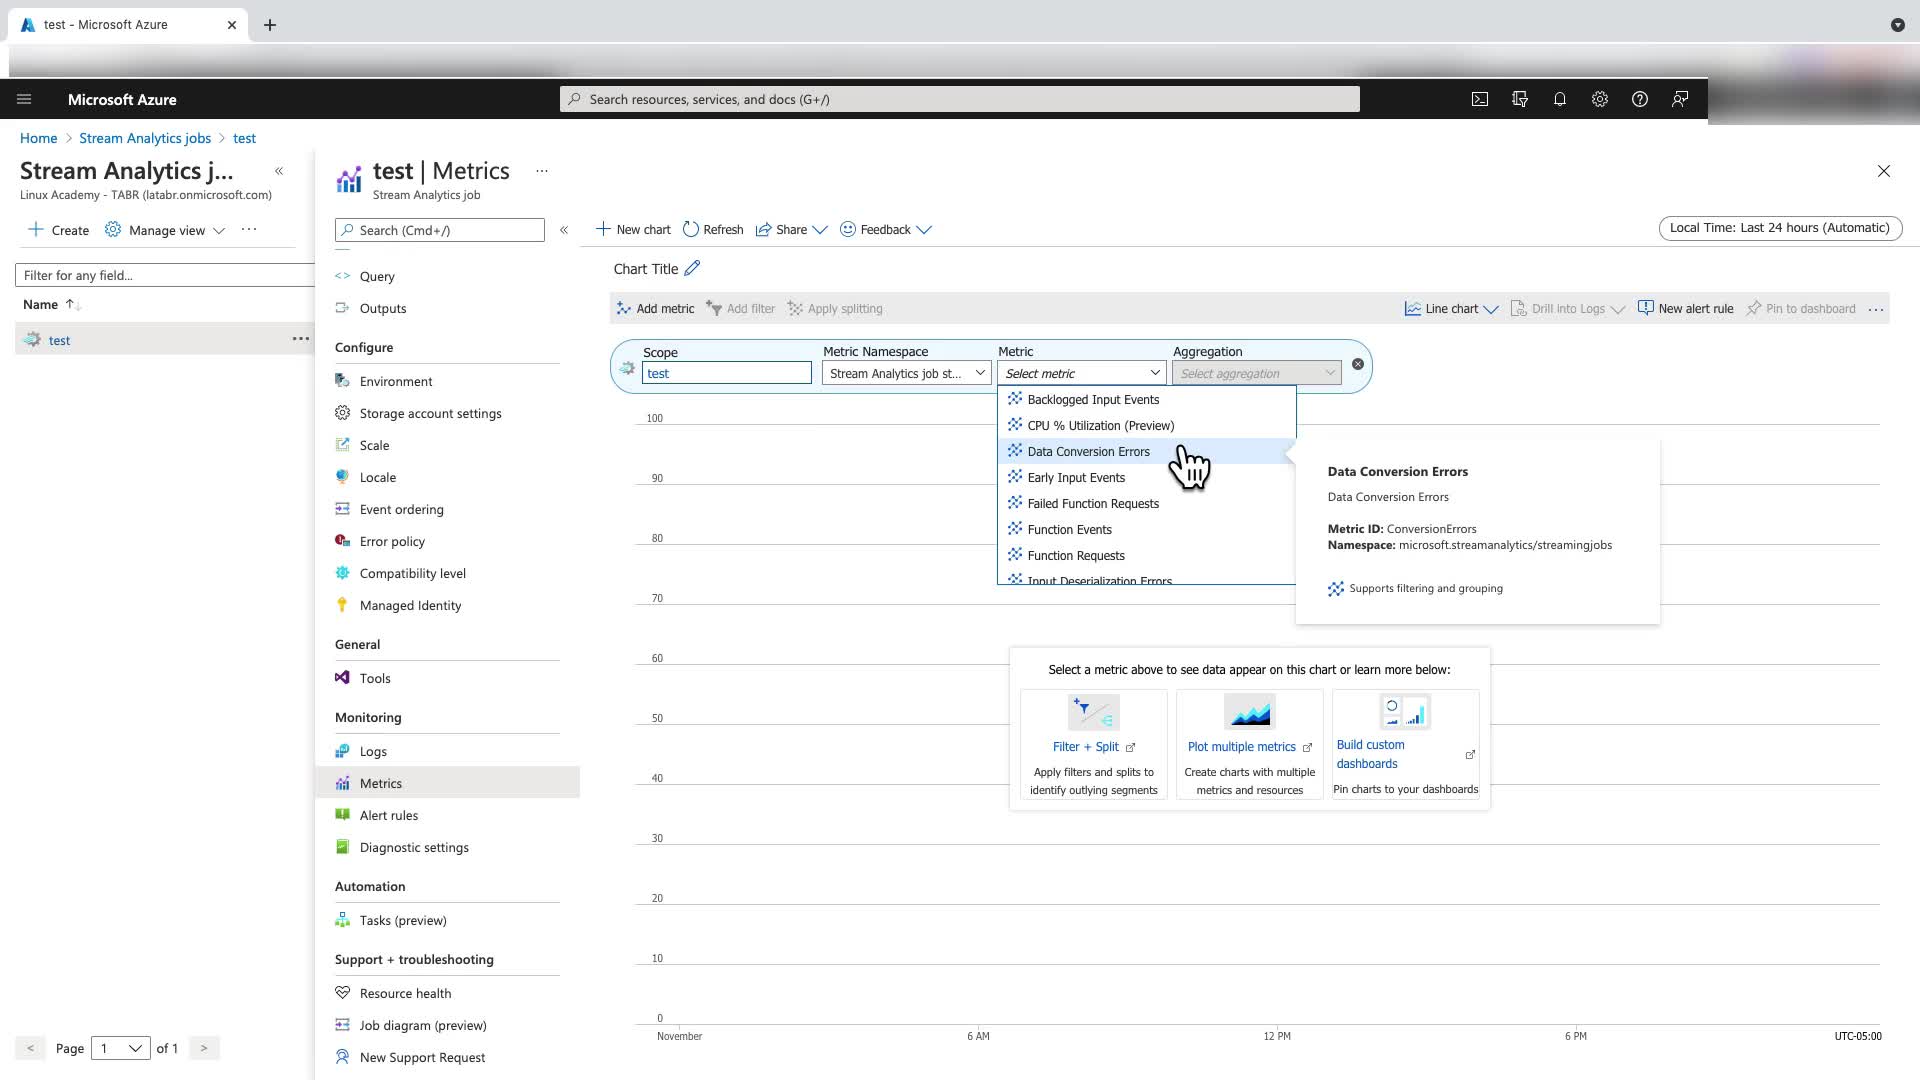 test - Microsoft Azure
Microsoft Azure
Search resources, services, and docs (G+/)
Home > Stream Analytics jobs > test
Stream Analytics j...
Linux Academy - TABR (latabr.onmicrosoft.com)
Create
Manage view
Filter for any field...
Name
test
Page 1 of 1
test | Metrics
Stream Analytics job
Search (Cmd+/)
Query
Outputs
Configure
Environment
Storage account settings
Scale
Locale
Event ordering
Error policy
Compatibility level
Managed Identity
General
Tools
Monitoring
Logs
Metrics
Alert rules
Diagnostic settings
Automation
Tasks (preview)
Support + troubleshooting
Resource health
Job diagram (preview)
New Support Request
New chart
Refresh
Share
Feedback
Local Time: Last 24 hours (Automatic)
Chart Title
Add metric
Add filter
Apply splitting
Line chart
Drill into Logs
New alert rule
Pin to dashboard
Scope
test
Metric Namespace
Stream Analytics job st...
Metric
Select metric
Aggregation
Select aggregation
Backlogged Input Events
CPU % Utilization (Preview)
Data Conversion Errors
Early Input Events
Failed Function Requests
Function Events
Function Requests
Input Deserialization Errors
Data Conversion Errors
Data Conversion Errors
Metric ID: ConversionErrors
Namespace: microsoft.streamanalytics/streamingjobs
Supports filtering and grouping
Select a metric above to see data appear on this chart or learn more below:
Filter + Split
Apply filters and splits to
identify outlying segments
Plot multiple metrics
Create charts with multiple
metrics and resources
Build custom
dashboards
Pin charts to your dashboards
100
90
80
70
60
50
40
30
20
10
0
November
6 AM
12 PM
6 PM
UTC-05:00